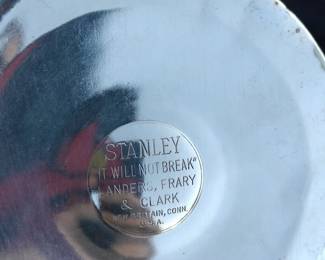 STANLEY
"IT WILL NOT BREAK"
LANDERS, FRARY
& CLARK
NEW BRITAIN, CONN.
U.S.A.